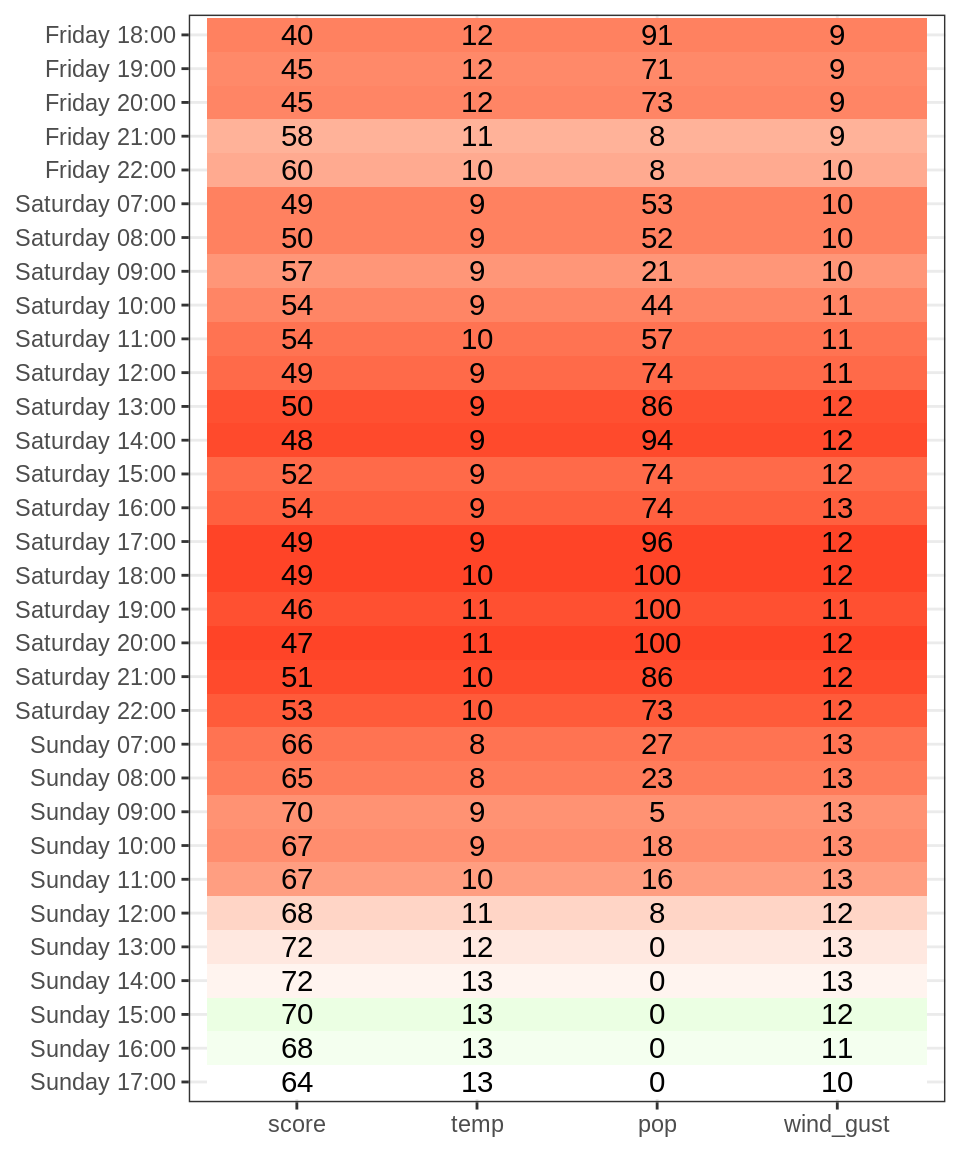 Friday 18:00 40 12 91 9
Friday 19:00 45 12 71 9
Friday 20:00 45 12 73 9
Friday 21:00 58 11 8 9
Friday 22:00 60 10 8 10
Saturday 07:00 49 9 53 10
Saturday 08:00 50 9 52 10
Saturday 09:00 57 9 21 10
Saturday 10:00 54 9 44 11
Saturday 11:00 54 10 57 11
Saturday 12:00 49 9 74 11
Saturday 13:00 50 9 86 12
Saturday 14:00 48 9 94 12
Saturday 15:00 52 9 74 12
Saturday 16:00 54 9 74 13
Saturday 17:00 49 9 96 12
Saturday 18:00 49 10 100 12
Saturday 19:00 46 11 100 11
Saturday 20:00 47 11 100 12
Saturday 21:00 51 10 86 12
Saturday 22:00 53 10 73 12
Sunday 07:00 66 8 27 13
Sunday 08:00 65 8 23 13
Sunday 09:00 70 9 5 13
Sunday 10:00 67 9 18 13
Sunday 11:00 67 10 16 13
Sunday 12:00 68 11 8 12
Sunday 13:00 72 12 0 13
Sunday 14:00 72 13 0 13
Sunday 15:00 70 13 0 12
Sunday 16:00 68 13 0 11
Sunday 17:00 64 13 0 10
score temp pop wind_gust